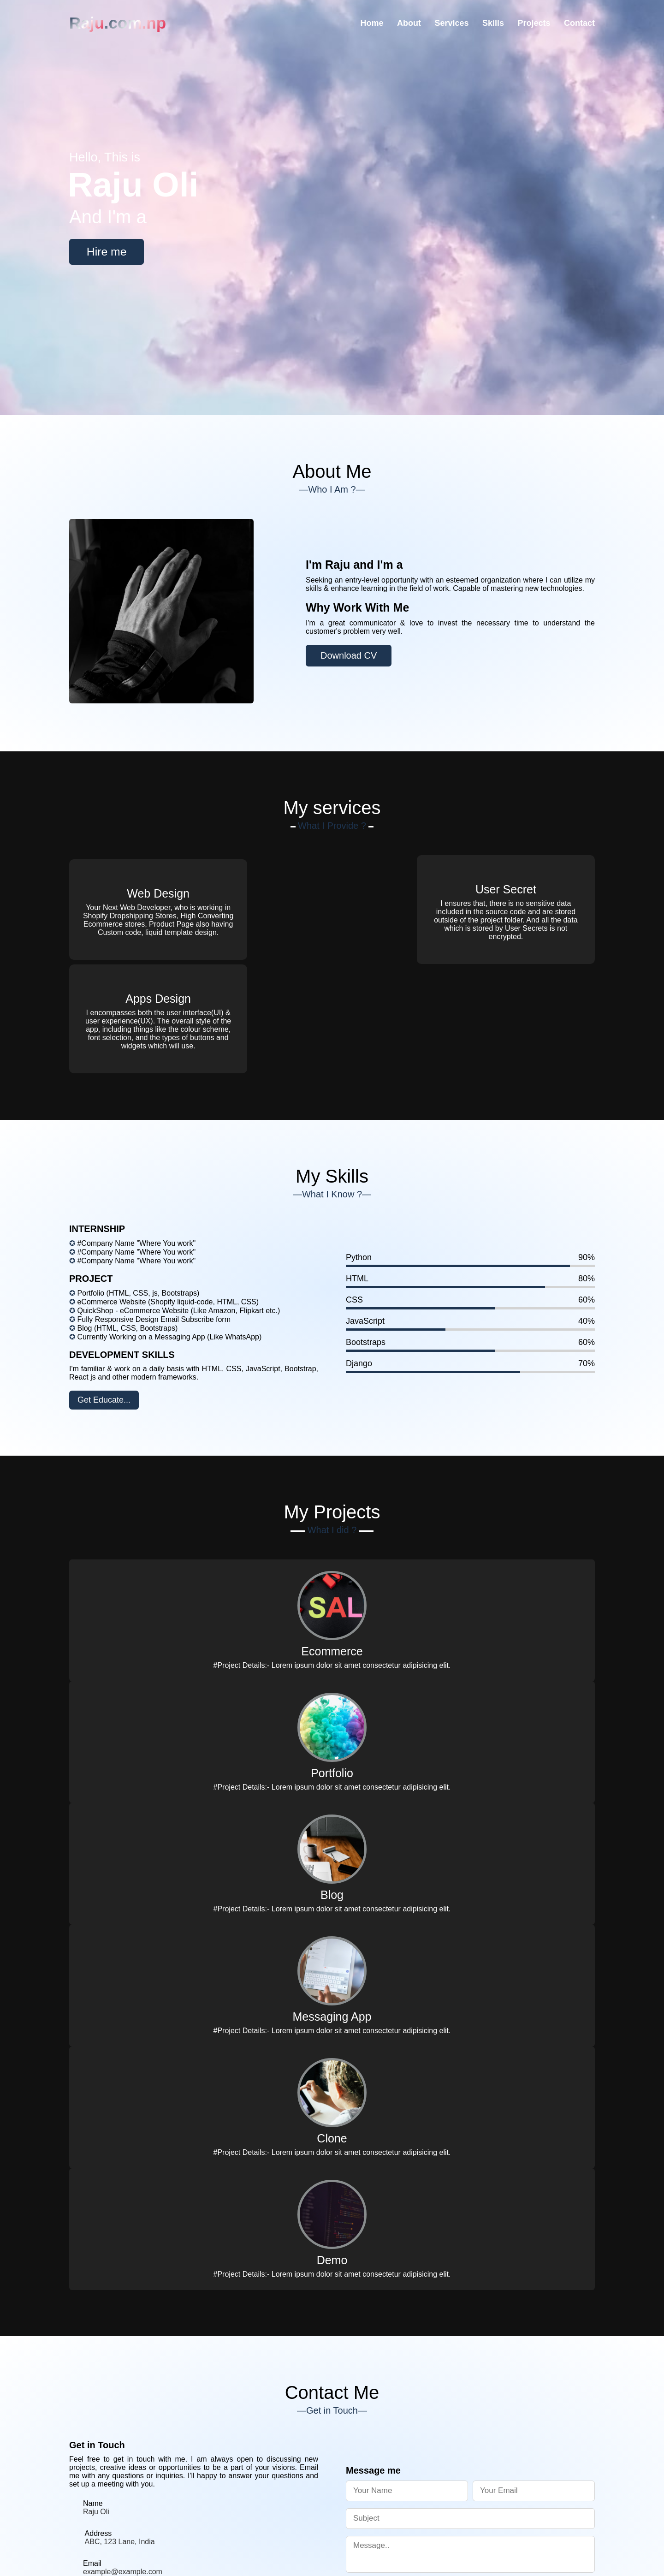 Raju.com.np
Home About Services Skills Projects Contact
Hello, This is
Raju Oli
And I'm a
Hire me
About Me
—Who I Am ?—
I'm Raju and I'm a
Seeking an entry-level opportunity with an esteemed organization where I can utilize my
skills & enhance learning in the field of work. Capable of mastering new technologies.
Why Work With Me
I'm a great communicator & love to invest the necessary time to understand the
customer's problem very well.
Download CV
My services
What I Provide ?
Web Design
Your Next Web Developer, who is working in
Shopify Dropshipping Stores, High Converting
Ecommerce stores, Product Page also having
Custom code, liquid template design.
User Secret
I ensures that, there is no sensitive data
included in the source code and are stored
outside of the project folder. And all the data
which is stored by User Secrets is not
encrypted.
Apps Design
I encompasses both the user interface(UI) &
user experience(UX). The overall style of the
app, including things like the colour scheme,
font selection, and the types of buttons and
widgets which will use.
My Skills
—What I Know ?—
INTERNSHIP
✪ #Company Name "Where You work"
✪ #Company Name "Where You work"
✪ #Company Name "Where You work"
PROJECT
✪ Portfolio (HTML, CSS, js, Bootstraps)
✪ eCommerce Website (Shopify liquid-code, HTML, CSS)
✪ QuickShop - eCommerce Website (Like Amazon, Flipkart etc.)
✪ Fully Responsive Design Email Subscribe form
✪ Blog (HTML, CSS, Bootstraps)
✪ Currently Working on a Messaging App (Like WhatsApp)
DEVELOPMENT SKILLS
I'm familiar & work on a daily basis with HTML, CSS, JavaScript, Bootstrap,
React js and other modern frameworks.
Get Educate...
Python 90%
HTML 80%
CSS 60%
JavaScript 40%
Bootstraps 60%
Django 70%
My Projects
What I did ?
SAL
Ecommerce
#Project Details:- Lorem ipsum dolor sit amet consectetur adipisicing elit.
Portfolio
#Project Details:- Lorem ipsum dolor sit amet consectetur adipisicing elit.
Blog
#Project Details:- Lorem ipsum dolor sit amet consectetur adipisicing elit.
Messaging App
#Project Details:- Lorem ipsum dolor sit amet consectetur adipisicing elit.
Clone
#Project Details:- Lorem ipsum dolor sit amet consectetur adipisicing elit.
Demo
#Project Details:- Lorem ipsum dolor sit amet consectetur adipisicing elit.
Contact Me
—Get in Touch—
Get in Touch
Feel free to get in touch with me. I am always open to discussing new
projects, creative ideas or opportunities to be a part of your visions. Email
me with any questions or inquiries. I'll happy to answer your questions and
set up a meeting with you.
Name
Raju Oli
Address
ABC, 123 Lane, India
Email
example@example.com
Message me
Your Name Your Email
Subject
Message..